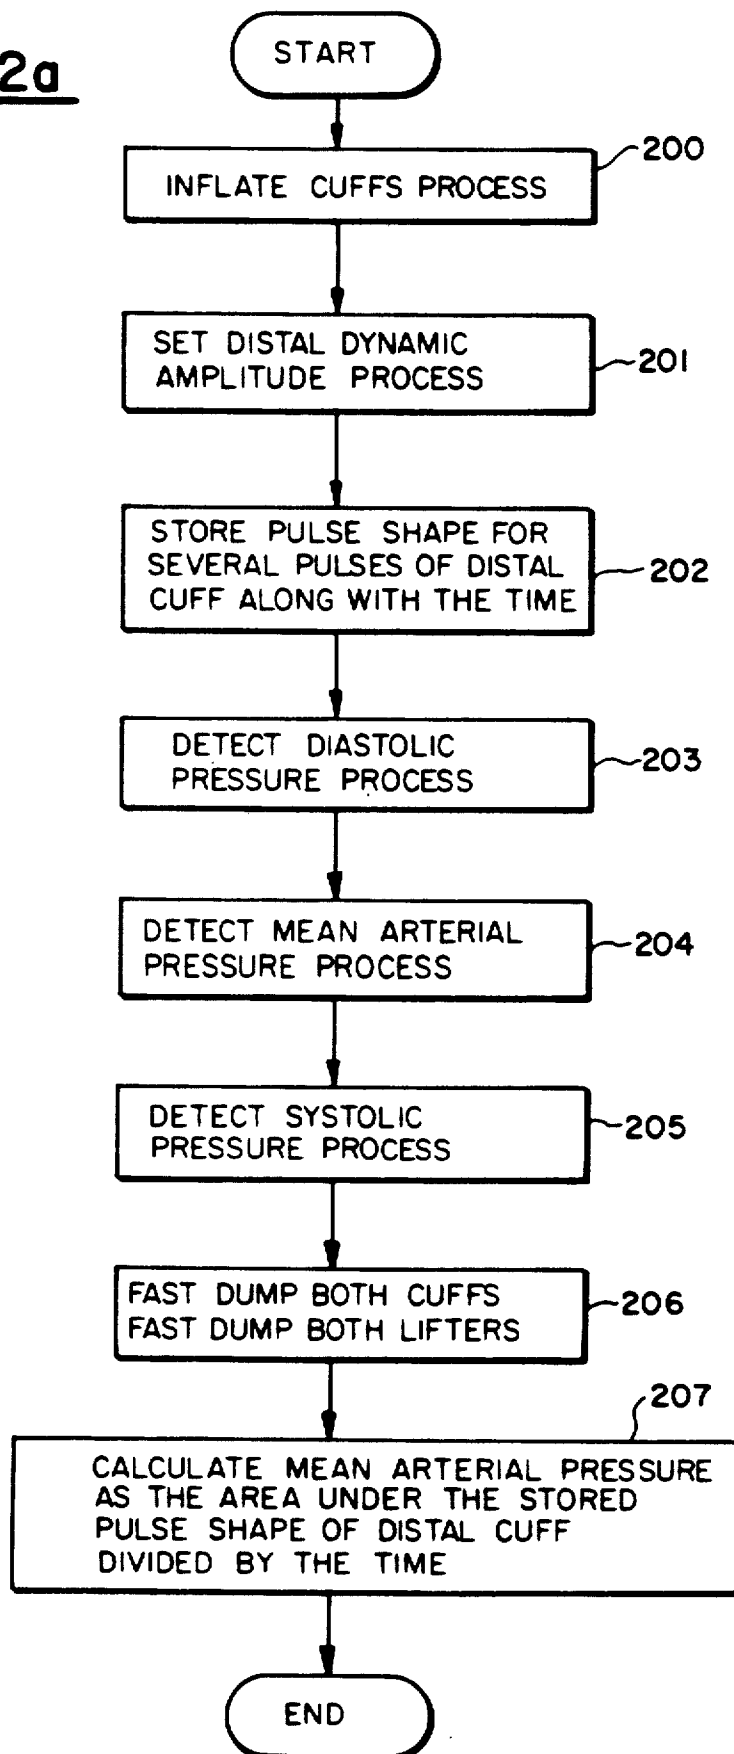 2a
START
200
INFLATE CUFFS PROCESS
SET DISTAL DYNAMIC
AMPLITUDE PROCESS
201
STORE PULSE SHAPE FOR
SEVERAL PULSES OF DISTAL
CUFF ALONG WITH THE TIME
202
DETECT DIASTOLIC
PRESSURE PROCESS
203
DETECT MEAN ARTERIAL
PRESSURE PROCESS
204
DETECT SYSTOLIC
PRESSURE PROCESS
205
FAST DUMP BOTH CUFFS
FAST DUMP BOTH LIFTERS
206
207
CALCULATE MEAN ARTERIAL PRESSURE
AS THE AREA UNDER THE STORED
PULSE SHAPE OF DISTAL CUFF
DIVIDED BY THE TIME
END